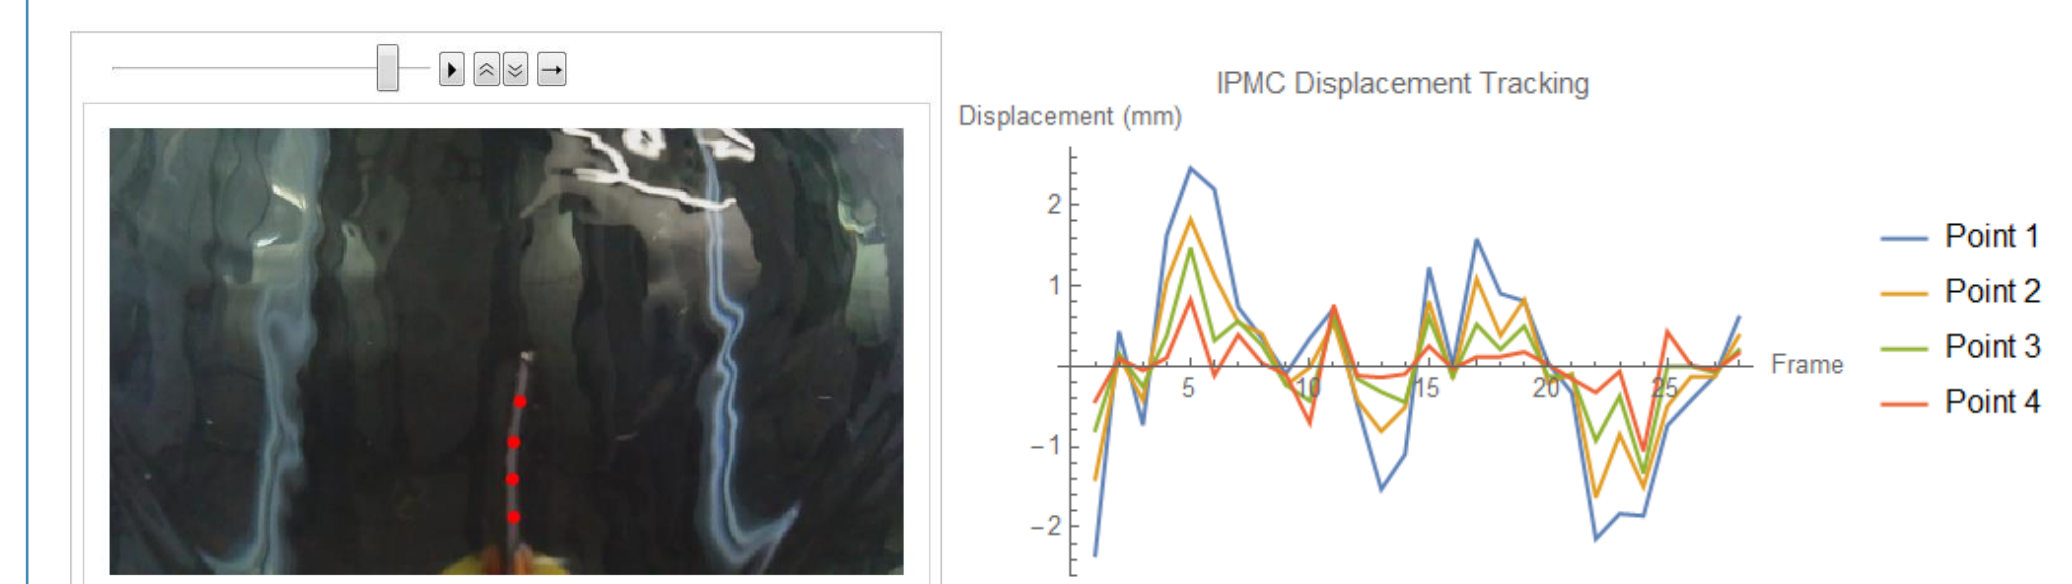 IPMC Displacement Tracking
Displacement (mm)
2
1
5
10
15
20
25
Frame
−1
−2
Point 1
Point 2
Point 3
Point 4